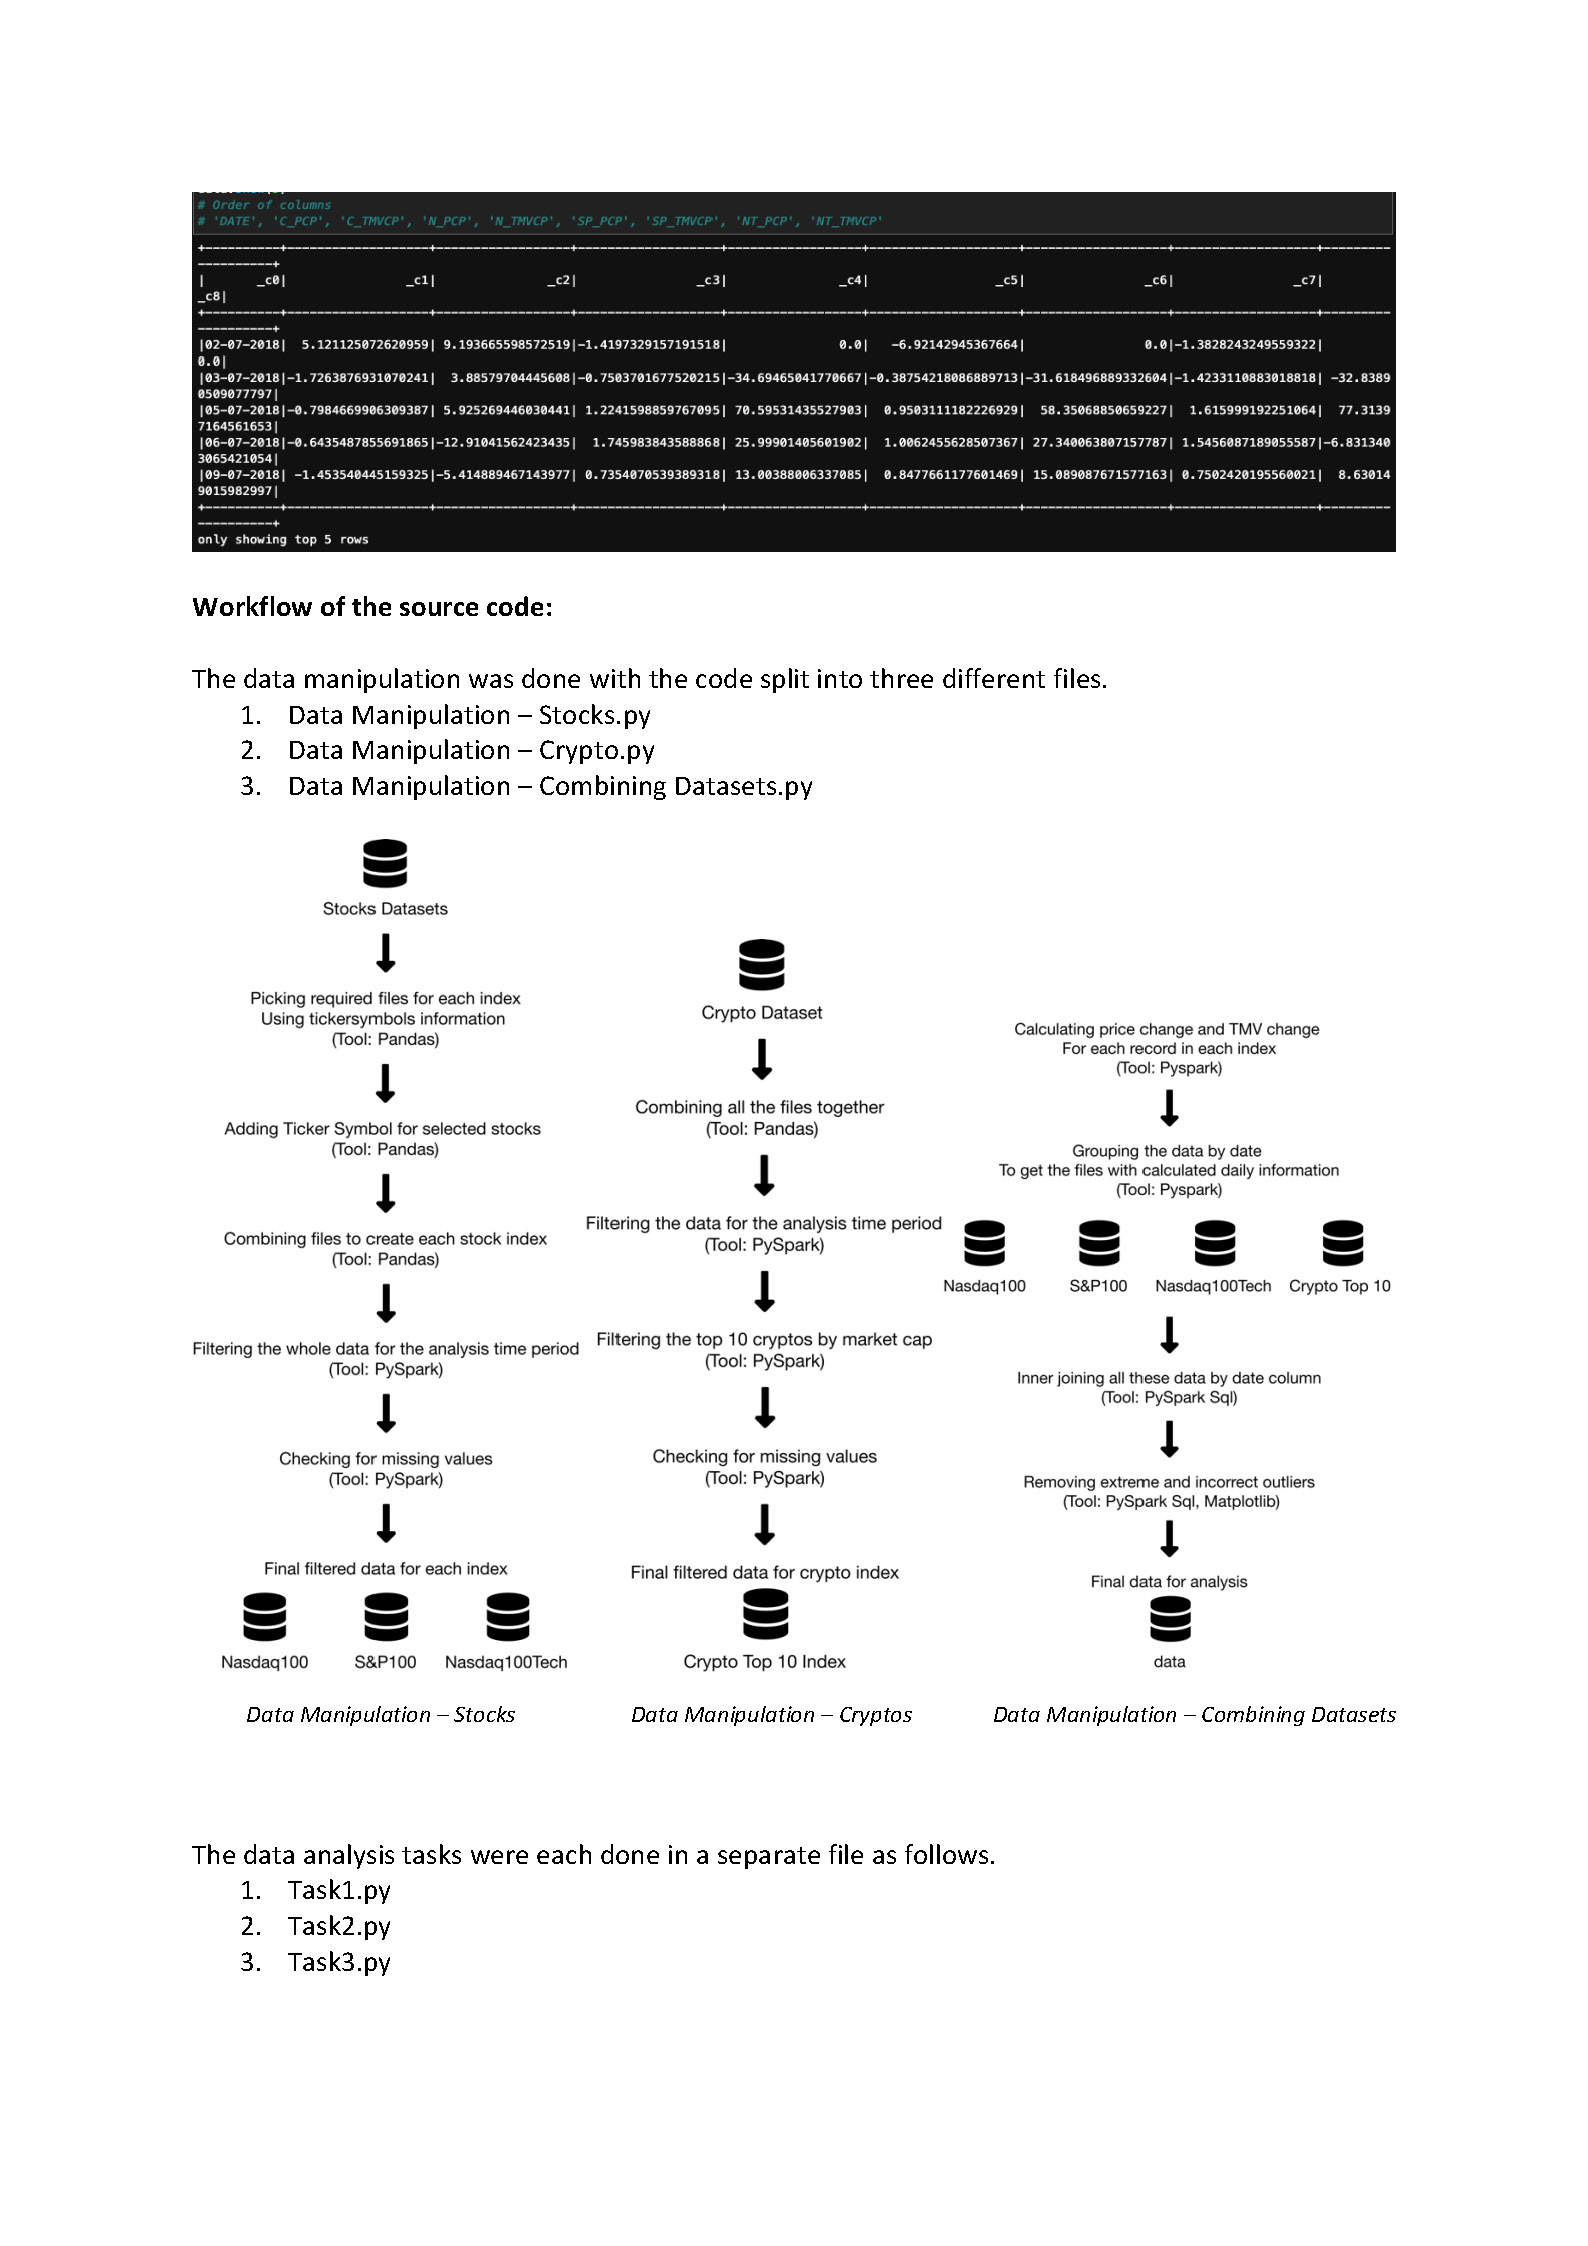 # Order of columns
# 'DATE', 'C_PCP', 'C_TMVCP', 'N_PCP', 'N_TMVCP', 'SP_PCP', 'SP_TMVCP', 'NT_PCP', 'NT_TMVCP'
| _c0| _c1| _c2| _c3| _c4| _c5| _c6| _c7|
_c8|
|02-07-2018| 5.121125072620959| 9.193665598572519|-1.4197329157191518| 0.0| -6.92142945367664| 0.0|-1.3828243249559322|
0.0|
|03-07-2018|-1.7263876931070241| 3.88579704445608|-0.7503701677520215|-34.69465041770667|-0.38754218086889713|-31.618496889332604|-1.4233110883018818| -32.8389
0509077797|
|05-07-2018|-0.7984669906309387| 5.925269446030441| 1.2241598859767095| 70.59531435527903| 0.9503111182226929| 58.35068850659227| 1.615999192251064| 77.3139
7164561653|
|06-07-2018|-0.6435487855691865|-12.91041562423435| 1.745983843588868| 25.99901405601902| 1.0062455628507367| 27.340063807157787| 1.5456087189055587|-6.831340
3065421054|
|09-07-2018| -1.453540445159325|-5.414889467143977| 0.7354070539389318| 13.00388006337085| 0.8477661177601469| 15.089087671577163| 0.7502420195560021| 8.63014
9015982997|
only showing top 5 rows
Workflow of the source code:
The data manipulation was done with the code split into three different files.
1. Data Manipulation – Stocks.py
2. Data Manipulation – Crypto.py
3. Data Manipulation – Combining Datasets.py
Stocks Datasets
Picking required files for each index
Using tickersymbols information
(Tool: Pandas)
Adding Ticker Symbol for selected stocks
(Tool: Pandas)
Combining files to create each stock index
(Tool: Pandas)
Filtering the whole data for the analysis time period
(Tool: PySpark)
Checking for missing values
(Tool: PySpark)
Final filtered data for each index
Nasdaq100 S&P100 Nasdaq100Tech
Data Manipulation – Stocks
Crypto Dataset
Combining all the files together
(Tool: Pandas)
Filtering the data for the analysis time period
(Tool: PySpark)
Filtering the top 10 cryptos by market cap
(Tool: PySpark)
Checking for missing values
(Tool: PySpark)
Final filtered data for crypto index
Crypto Top 10 Index
Data Manipulation – Cryptos
Calculating price change and TMV change
For each record in each index
(Tool: Pyspark)
Grouping the data by date
To get the files with calculated daily information
(Tool: Pyspark)
Nasdaq100 S&P100 Nasdaq100Tech Crypto Top 10
Inner joining all these data by date column
(Tool: PySpark Sql)
Removing extreme and incorrect outliers
(Tool: PySpark Sql, Matplotlib)
Final data for analysis
data
Data Manipulation – Combining Datasets
The data analysis tasks were each done in a separate file as follows.
1. Task1.py
2. Task2.py
3. Task3.py